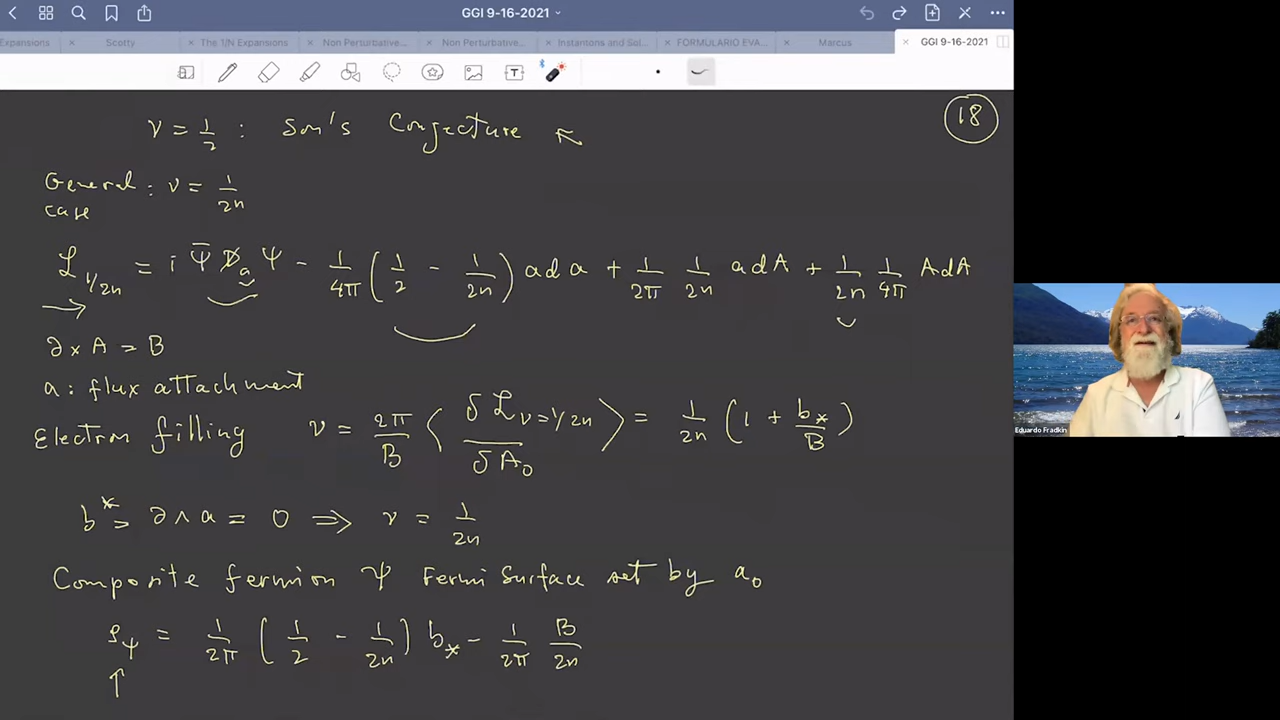 GGI 9-16-2021
Expansions × Scotty × The 1/N Expansions × Non Perturbative... × Non Perturbative... × Instantons and Sol... × FORMULARIO EVA... × Marcus × GGI 9-16-2021
18
ν = 1/2 : Son's Conjecture ↖
General case : ν = 1/2n
ℒ_{1/2n} = i Ψ̄ D̸_a Ψ - 1/4π (1/2 - 1/2n) a d a + 1/2π 1/2n a d A + 1/2n 1/4π A d A
∂ × A = B
a : flux attachment
Electron filling ν = 2π/B ⟨ δℒ_{ν=1/2n} / δA_0 ⟩ = 1/2n (1 + b_*/B)
b^* = ∂ ∧ a = 0 ⇒ ν = 1/2n
Composite fermion Ψ Fermi Surface set by a_0
ρ_Ψ = 1/2π (1/2 - 1/2n) b_* - 1/2π B/2n
↑
Eduardo Fradkin